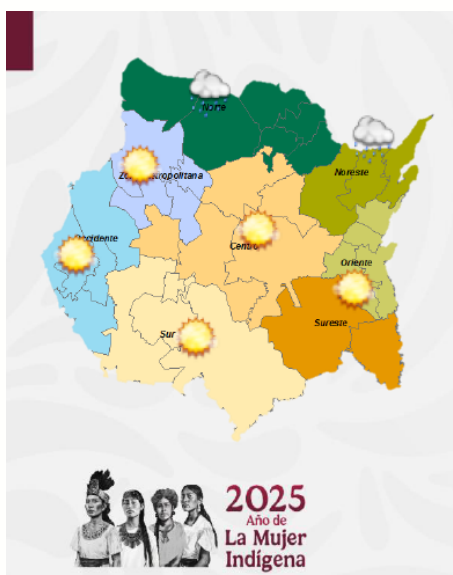 Norte
Noreste
Zona Metropolitana
Occidente
Centro
Oriente
Sureste
Sur
2025
Año de
La Mujer
Indígena